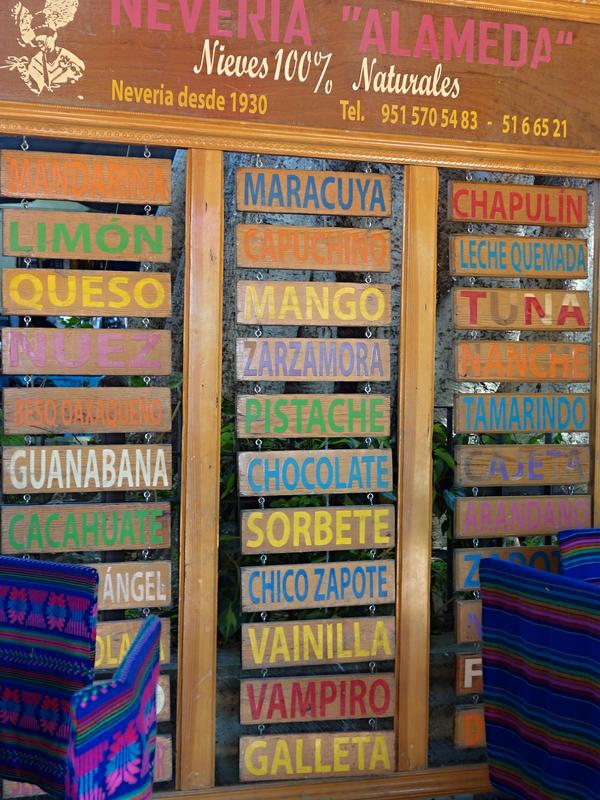 NEVERIA "ALAMEDA"
Nieves 100% Naturales
Neveria desde 1930
Tel. 951 570 54 83 - 51 6 65 21
MANDARINA
LIMÓN
QUESO
NUEZ
BESO OAXAQUEÑO
GUANABANA
CACAHUATE
ÁNGEL
MARACUYA
CAPUCHINO
MANGO
ZARZAMORA
PISTACHE
CHOCOLATE
SORBETE
CHICO ZAPOTE
VAINILLA
VAMPIRO
GALLETA
CHAPULÍN
LECHE QUEMADA
TUNA
NANCHE
TAMARINDO
CAJETA
ARANDANO